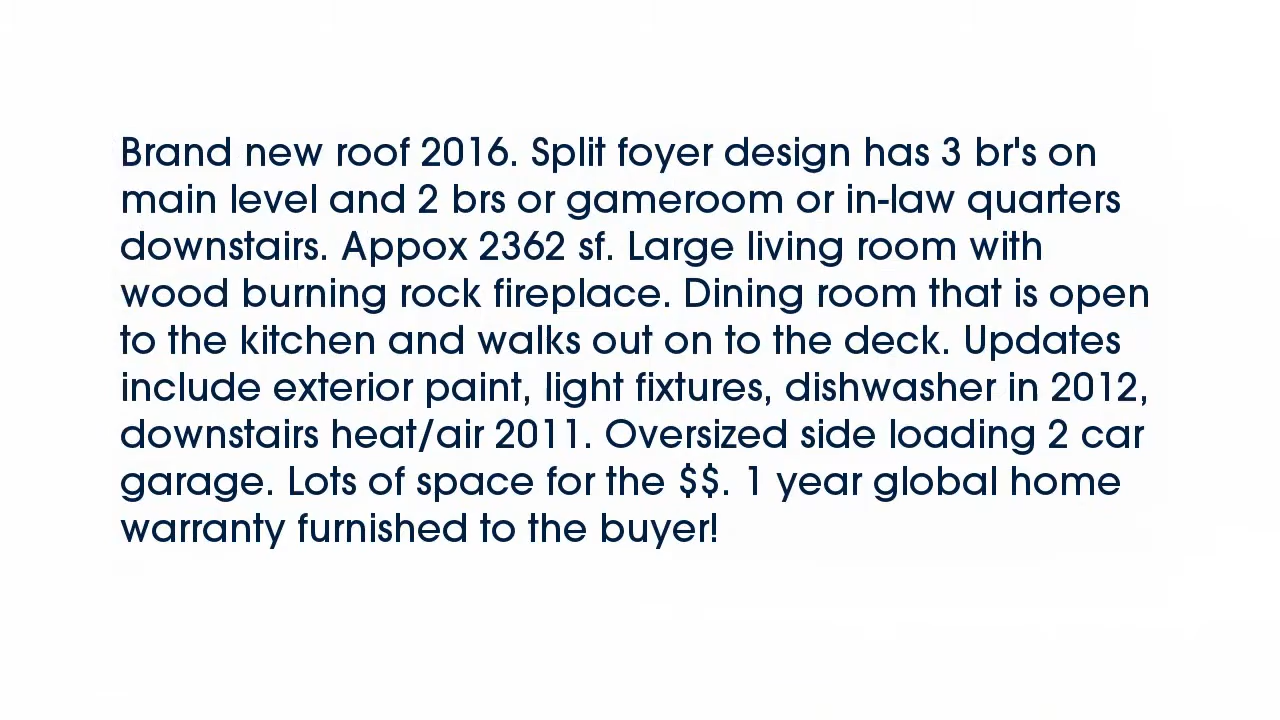 Brand new roof 2016. Split foyer design has 3 br's on
main level and 2 brs or gameroom or in-law quarters
downstairs. Appox 2362 sf. Large living room with
wood burning rock fireplace. Dining room that is open
to the kitchen and walks out on to the deck. Updates
include exterior paint, light fixtures, dishwasher in 2012,
downstairs heat/air 2011. Oversized side loading 2 car
garage. Lots of space for the $$. 1 year global home
warranty furnished to the buyer!